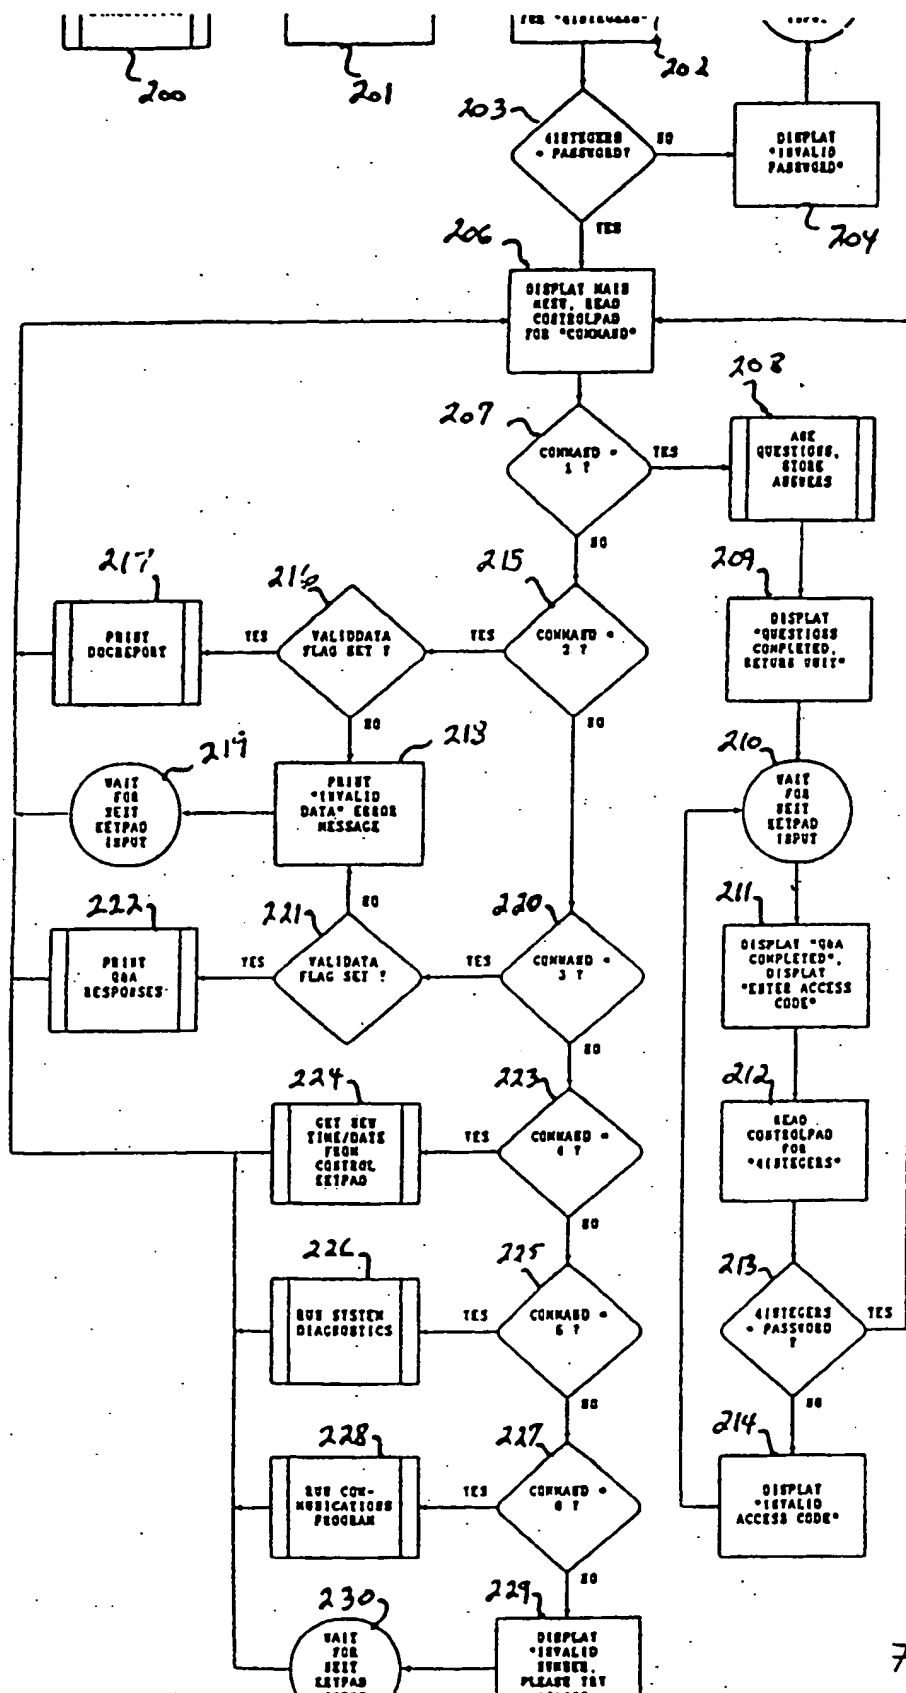 200
201
202
203
4INTEGERS
= PASSWORD?
NO
DISPLAY
"INVALID
PASSWORD"
204
YES
206
DISPLAY MAIN
MENU, READ
CONTROLPAD
FOR "COMMAND"
207
COMMAND =
1 ?
YES
208
ASK
QUESTIONS,
STORE
ANSWERS
NO
209
DISPLAY
"QUESTIONS
COMPLETED,
RETURN UNIT"
215
COMMAND =
2 ?
YES
216
VALIDDATA
FLAG SET ?
YES
217
PRINT
DOCREPORT
NO
NO
218
PRINT
"INVALID
DATA" ERROR
MESSAGE
219
WAIT
FOR
NEXT
KEYPAD
INPUT
210
WAIT
FOR
NEXT
KEYPAD
INPUT
NO
220
COMMAND =
3 ?
YES
221
VALIDATA
FLAG SET ?
YES
222
PRINT
Q&A
RESPONSES
211
DISPLAY "Q&A
COMPLETED",
DISPLAY
"ENTER ACCESS
CODE"
NO
223
COMMAND =
4 ?
YES
224
GET NEW
TIME/DATE
FROM
CONTROL
KEYPAD
212
READ
CONTROLPAD
FOR
"4INTEGERS"
NO
225
COMMAND =
5 ?
YES
226
RUN SYSTEM
DIAGNOSTICS
213
4INTEGERS
= PASSWORD
?
YES
NO
NO
227
COMMAND =
6 ?
YES
228
RUN COM-
MUNICATIONS
PROGRAM
214
DISPLAY
"INVALID
ACCESS CODE"
NO
229
DISPLAY
"INVALID
NUMBER,
PLEASE TRY
230
WAIT
FOR
NEXT
KEYPAD
7